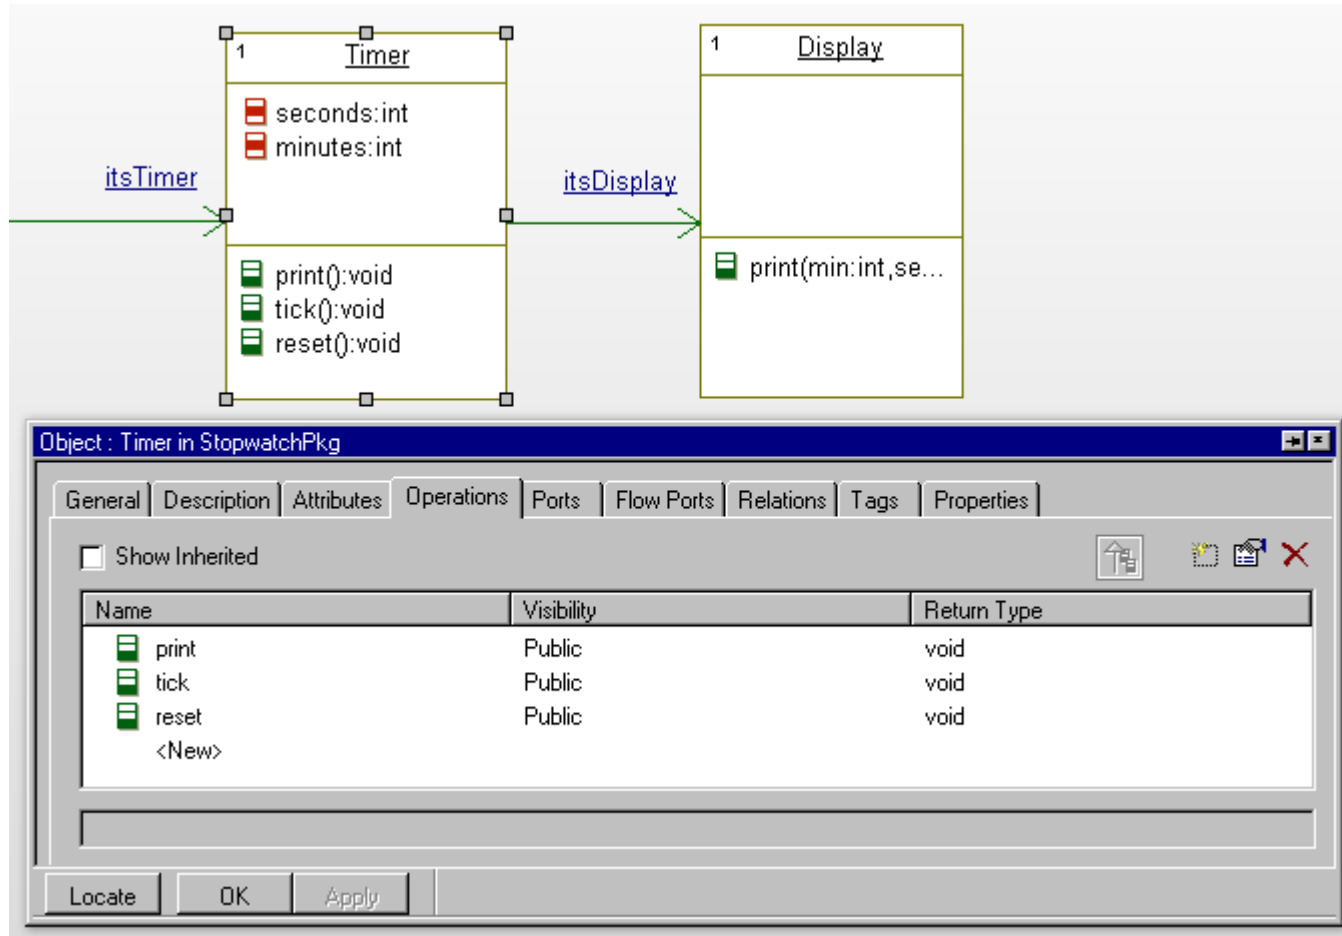 1 Timer
seconds:int
minutes:int
print():void
tick():void
reset():void
itsTimer
itsDisplay
1 Display
print(min:int,se...
Object : Timer in StopwatchPkg
General Description Attributes Operations Ports Flow Ports Relations Tags Properties
Show Inherited
Name Visibility Return Type
print Public void
tick Public void
reset Public void
<New>
Locate OK Apply